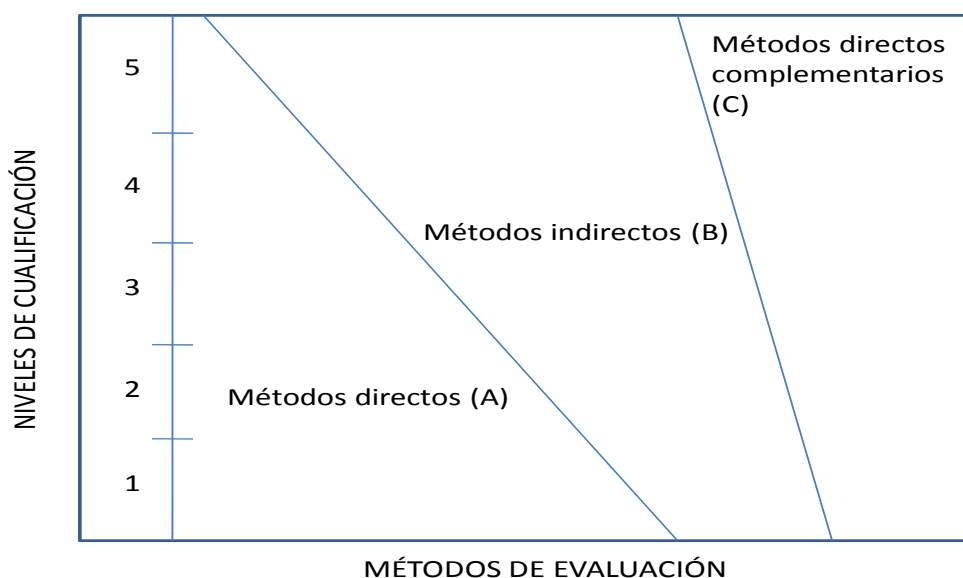 NIVELES DE CUALIFICACIÓN
5
4
3
2
1
Métodos directos
complementarios
(C)
Métodos indirectos (B)
Métodos directos (A)
MÉTODOS DE EVALUACIÓN